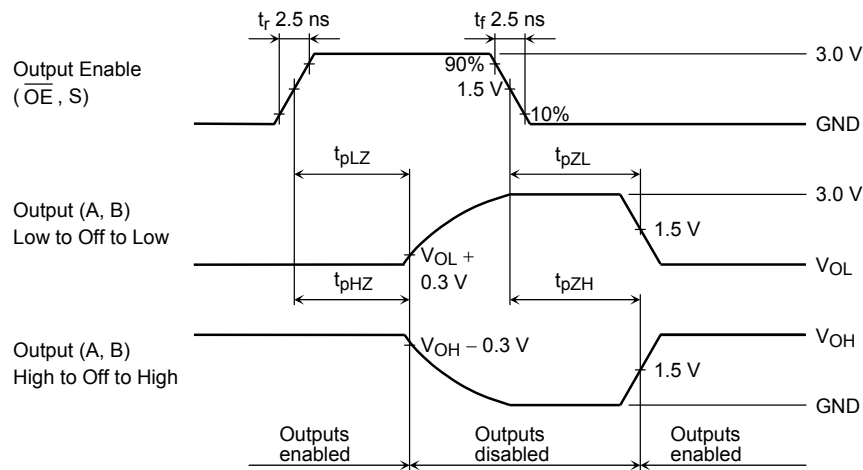 tr 2.5 ns
tf 2.5 ns
Output Enable
( OE , S)
90%
1.5 V
10%
3.0 V
GND
tpLZ
tpZL
Output (A, B)
Low to Off to Low
3.0 V
1.5 V
VOL +
0.3 V
VOL
tpHZ
tpZH
Output (A, B)
High to Off to High
VOH – 0.3 V
VOH
1.5 V
GND
Outputs
enabled
Outputs
disabled
Outputs
enabled